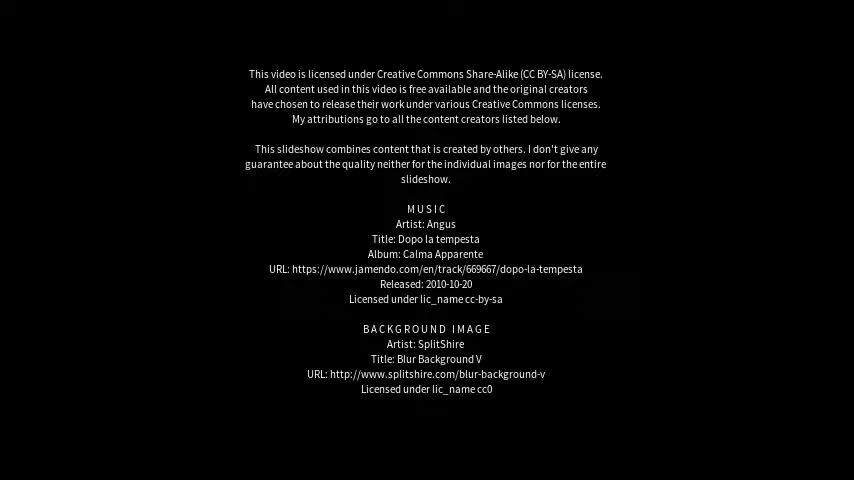 This video is licensed under Creative Commons Share-Alike (CC BY-SA) license.
All content used in this video is free available and the original creators
have chosen to release their work under various Creative Commons licenses.
My attributions go to all the content creators listed below.
This slideshow combines content that is created by others. I don't give any
guarantee about the quality neither for the individual images nor for the entire
slideshow.
MUSIC
Artist: Angus
Title: Dopo la tempesta
Album: Calma Apparente
URL: https://www.jamendo.com/en/track/669667/dopo-la-tempesta
Released: 2010-10-20
Licensed under lic_name cc-by-sa
BACKGROUND IMAGE
Artist: SplitShire
Title: Blur Background V
URL: http://www.splitshire.com/blur-background-v
Licensed under lic_name cc0